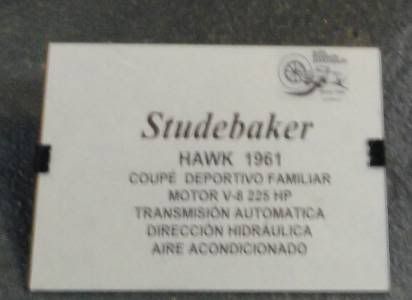 Studebaker
HAWK 1961
COUPÉ DEPORTIVO FAMILIAR
MOTOR V-8 225 HP
TRANSMISIÓN AUTOMATICA
DIRECCIÓN HIDRÁULICA
AIRE ACONDICIONADO